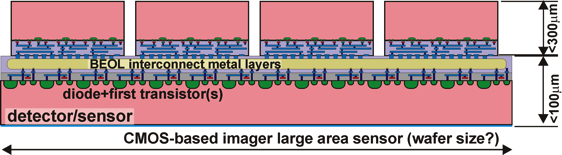 <300µm
BEOL interconnect metal layers
diode+first transistor(s)
<100µm
detector/sensor
CMOS-based imager large area sensor (wafer size?)